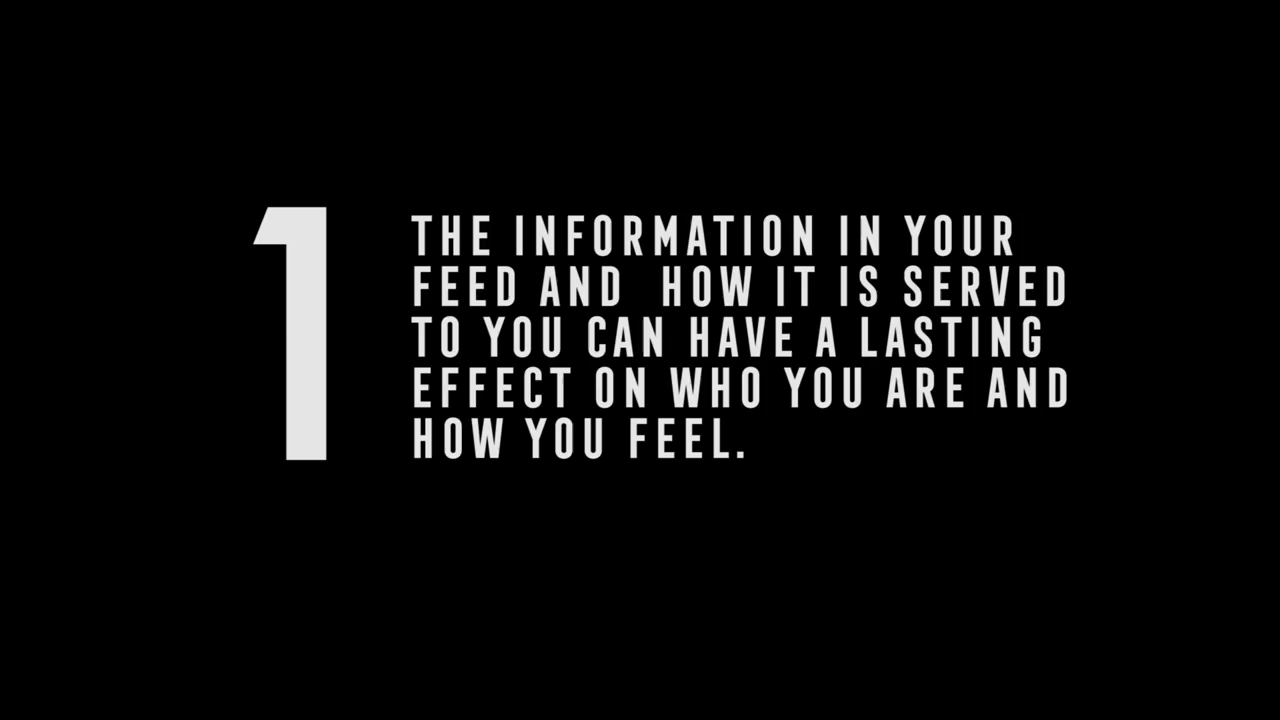 1
THE INFORMATION IN YOUR
FEED AND  HOW IT IS SERVED
TO YOU CAN HAVE A LASTING
EFFECT ON WHO YOU ARE AND
HOW YOU FEEL.